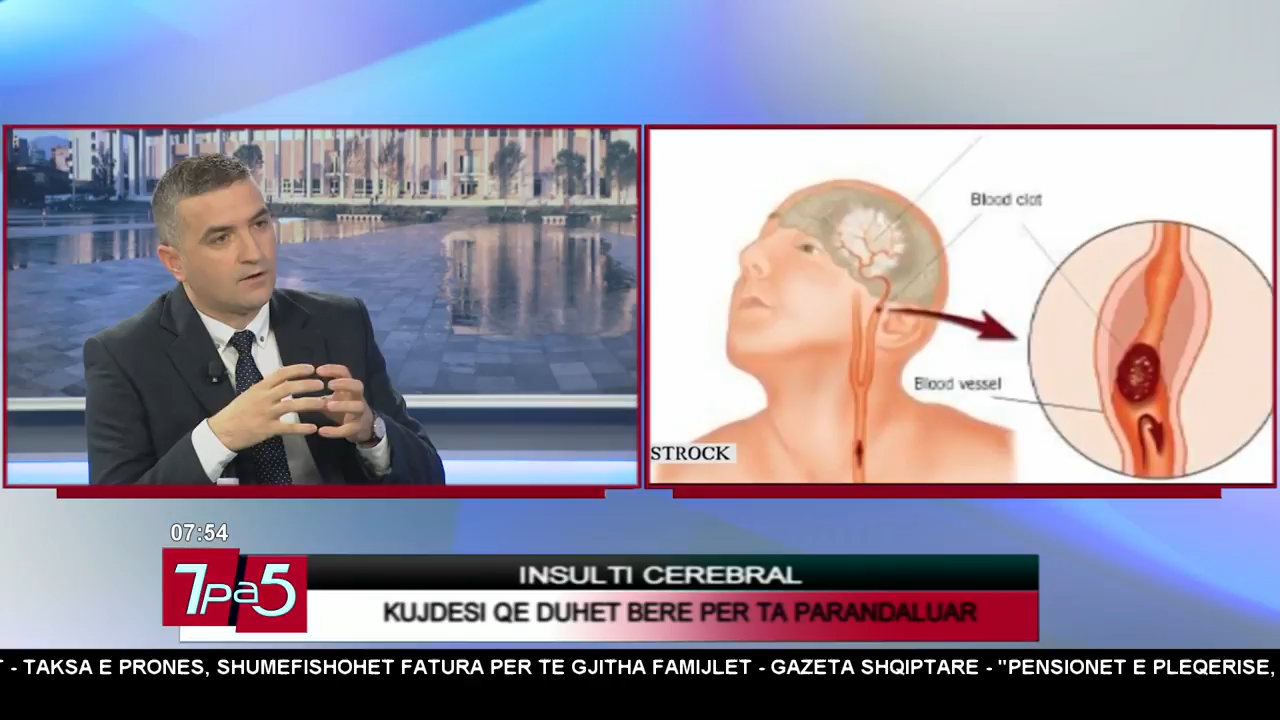 Blood clot
Blood vessel
STROCK
07:54
7pa5
INSULTI CEREBRAL
KUJDESI QE DUHET BERE PER TA PARANDALUAR
T - TAKSA E PRONES, SHUMEFISHOHET FATURA PER TE GJITHA FAMIJLET - GAZETA SHQIPTARE - "PENSIONET E PLEQERISE,